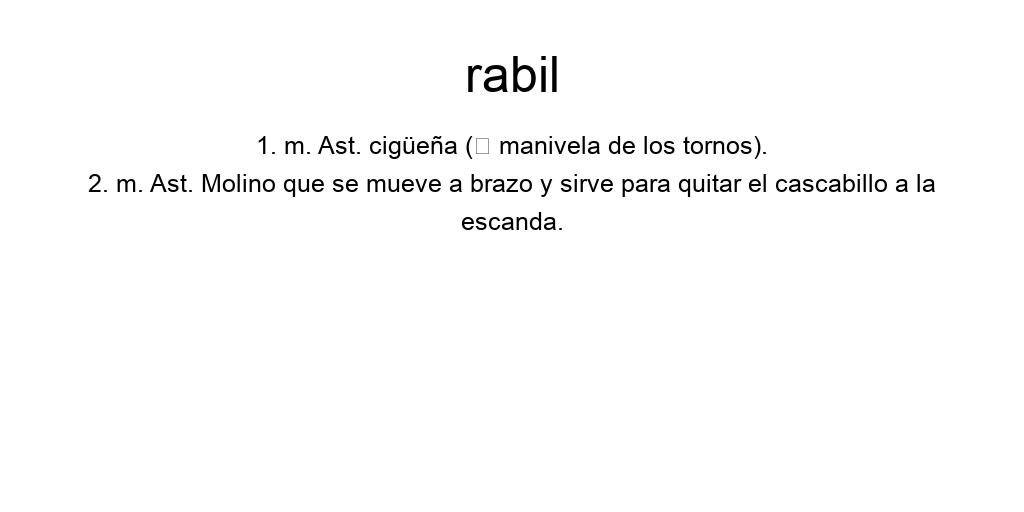 rabil
1. m. Ast. cigüeña (□ manivela de los tornos).
2. m. Ast. Molino que se mueve a brazo y sirve para quitar el cascabillo a la
escanda.